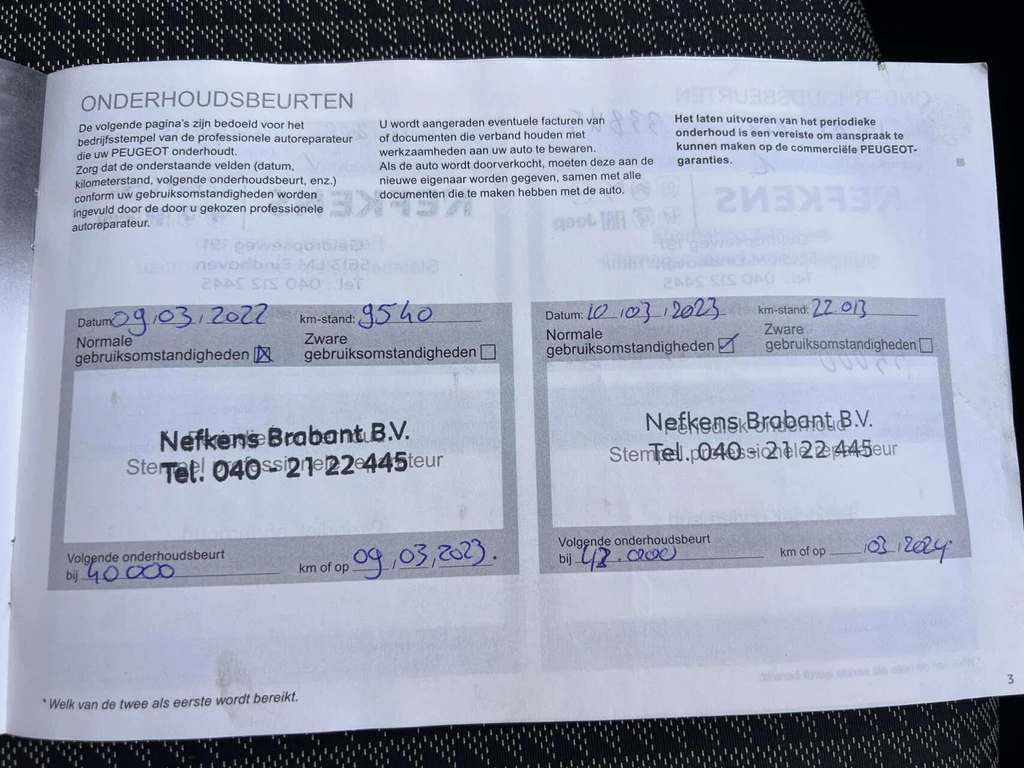 ONDERHOUDSBEURTEN
De volgende pagina's zijn bedoeld voor het
bedrijfsstempel van de professionele autoreparateur
die uw PEUGEOT onderhoudt.
Zorg dat de onderstaande velden (datum,
kilometerstand, volgende onderhoudsbeurt, enz.)
conform uw gebruiksomstandigheden worden
ingevuld door de door u gekozen professionele
autoreparateur.
U wordt aangeraden eventuele facturen van
of documenten die verband houden met
werkzaamheden aan uw auto te bewaren.
Als de auto wordt doorverkocht, moeten deze aan de
nieuwe eigenaar worden gegeven, samen met alle
documenten die te maken hebben met de auto.
Het laten uitvoeren van het periodieke
onderhoud is een vereiste om aanspraak te
kunnen maken op de commerciële PEUGEOT-
garanties.
Datum: 09/03/2022 km-stand: 9540
Normale
gebruiksomstandigheden
Zware
gebruiksomstandigheden
Nefkens Brabant B.V.
Tel. 040 - 21 22 445
Volgende onderhoudsbeurt
bij 40.000 km of op 09/03/2023.
Datum: 10/03/2023 km-stand: 22 013
Normale
gebruiksomstandigheden
Zware
gebruiksomstandigheden
Nefkens Brabant B.V.
Tel. 040 - 21 22 445
Volgende onderhoudsbeurt
bij km of op /03/2024.
* Welk van de twee als eerste wordt bereikt.
3